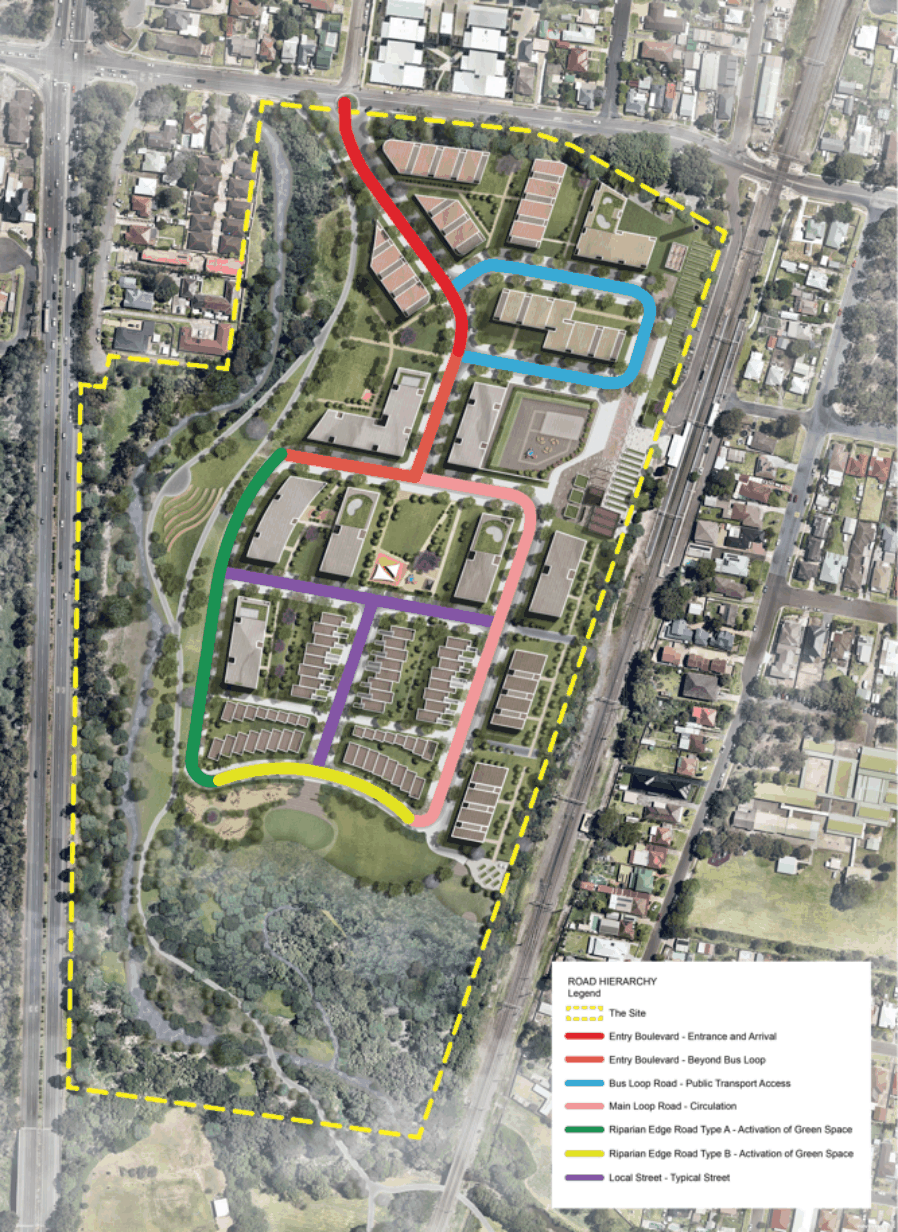 ROAD HIERARCHY
Legend
The Site
Entry Boulevard - Entrance and Arrival
Entry Boulevard - Beyond Bus Loop
Bus Loop Road - Public Transport Access
Main Loop Road - Circulation
Riparian Edge Road Type A - Activation of Green Space
Riparian Edge Road Type B - Activation of Green Space
Local Street - Typical Street